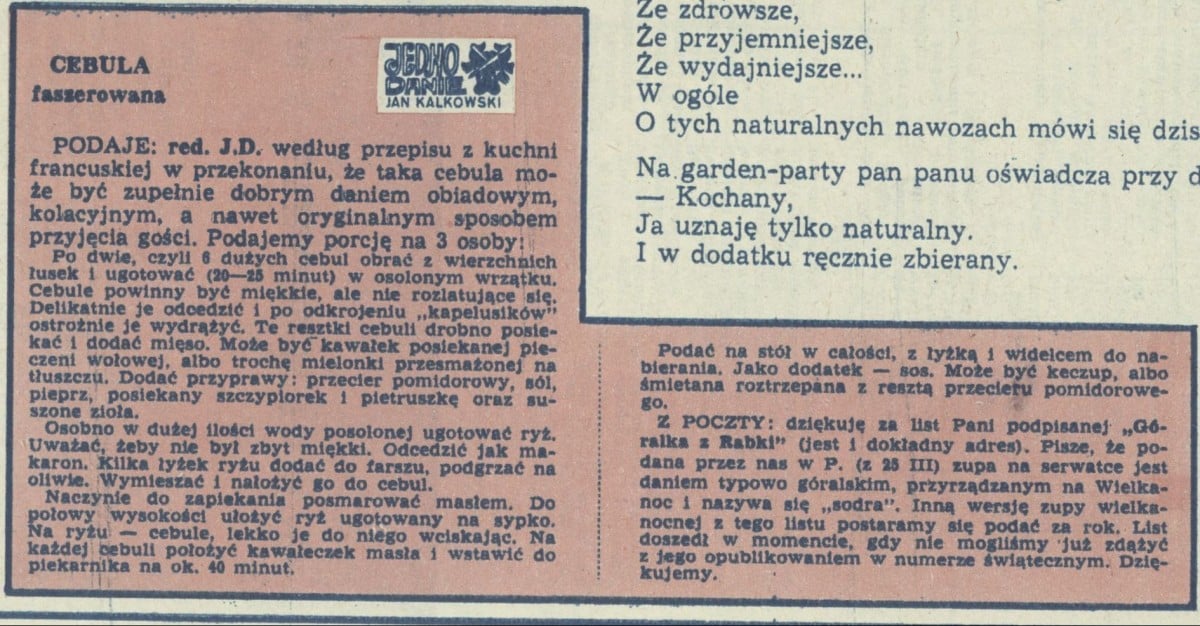 CEBULA
faszerowana
JEDNO
DANIE
JAN KALKOWSKI
PODAJE: red. J.D. według przepisu z kuchni
francuskiej w przekonaniu, że taka cebula mo-
że być zupełnie dobrym daniem obiadowym,
kolacyjnym, a nawet oryginalnym sposobem
przyjęcia gości. Podajemy porcję na 3 osoby:
Po dwie, czyli 6 dużych cebul obrać z wierzchnich
łusek i ugotować (20—25 minut) w osolonym wrzątku.
Cebule powinny być miękkie, ale nie rozlatujące się.
Delikatnie je odcedzić i po odkrojeniu „kapelusików”
ostrożnie je wydrążyć. Te resztki cebuli drobno posie-
kać i dodać mięso. Może być kawałek posiekanej pie-
czeni wołowej, albo trochę mielonki przesmażonej na
tłuszczu. Dodać przyprawy: przecier pomidorowy, sól,
pieprz, posiekany szczypiorek i pietruszkę oraz su-
szone zioła.
Osobno w dużej ilości wody posolonej ugotować ryż.
Uważać, żeby nie był zbyt miękki. Odcedzić jak ma-
karon. Kilka łyżek ryżu dodać do farszu, podgrzać na
oliwie. Wymieszać i nałożyć go do cebul.
Naczynie do zapiekania posmarować masłem. Do
połowy wysokości ułożyć ryż ugotowany na sypko.
Na ryżu — cebule, lekko je do niego wciskając. Na
każdej cebuli położyć kawałeczek masła i wstawić do
piekarnika na ok. 40 minut.
Podać na stół w całości, z łyżką i widelcem do na-
bierania. Jako dodatek — sos. Może być keczup, albo
śmietana roztrzepana z resztą przecieru pomidorowe-
go.
Z POCZTY: dziękuję za list Pani podpisanej „Gó-
ralka z Rabki” (jest i dokładny adres). Pisze, że po-
dana przez nas w P. (z 25 III) zupa na serwatce jest
daniem typowo góralskim, przyrządzanym na Wielka-
noc i nazywa się „sodra”. Inną wersję zupy wielka-
nocnej z tego listu postaramy się podać za rok. List
doszedł w momencie, gdy nie mogliśmy już zdążyć
z jego opublikowaniem w numerze świątecznym. Dzię-
kujemy.
Że zdrowsze,
Że przyjemniejsze,
Że wydajniejsze...
W ogóle
O tych naturalnych nawozach mówi się dzis
Na garden-party pan panu oświadcza przy d
— Kochany,
Ja uznaję tylko naturalny.
I w dodatku ręcznie zbierany.